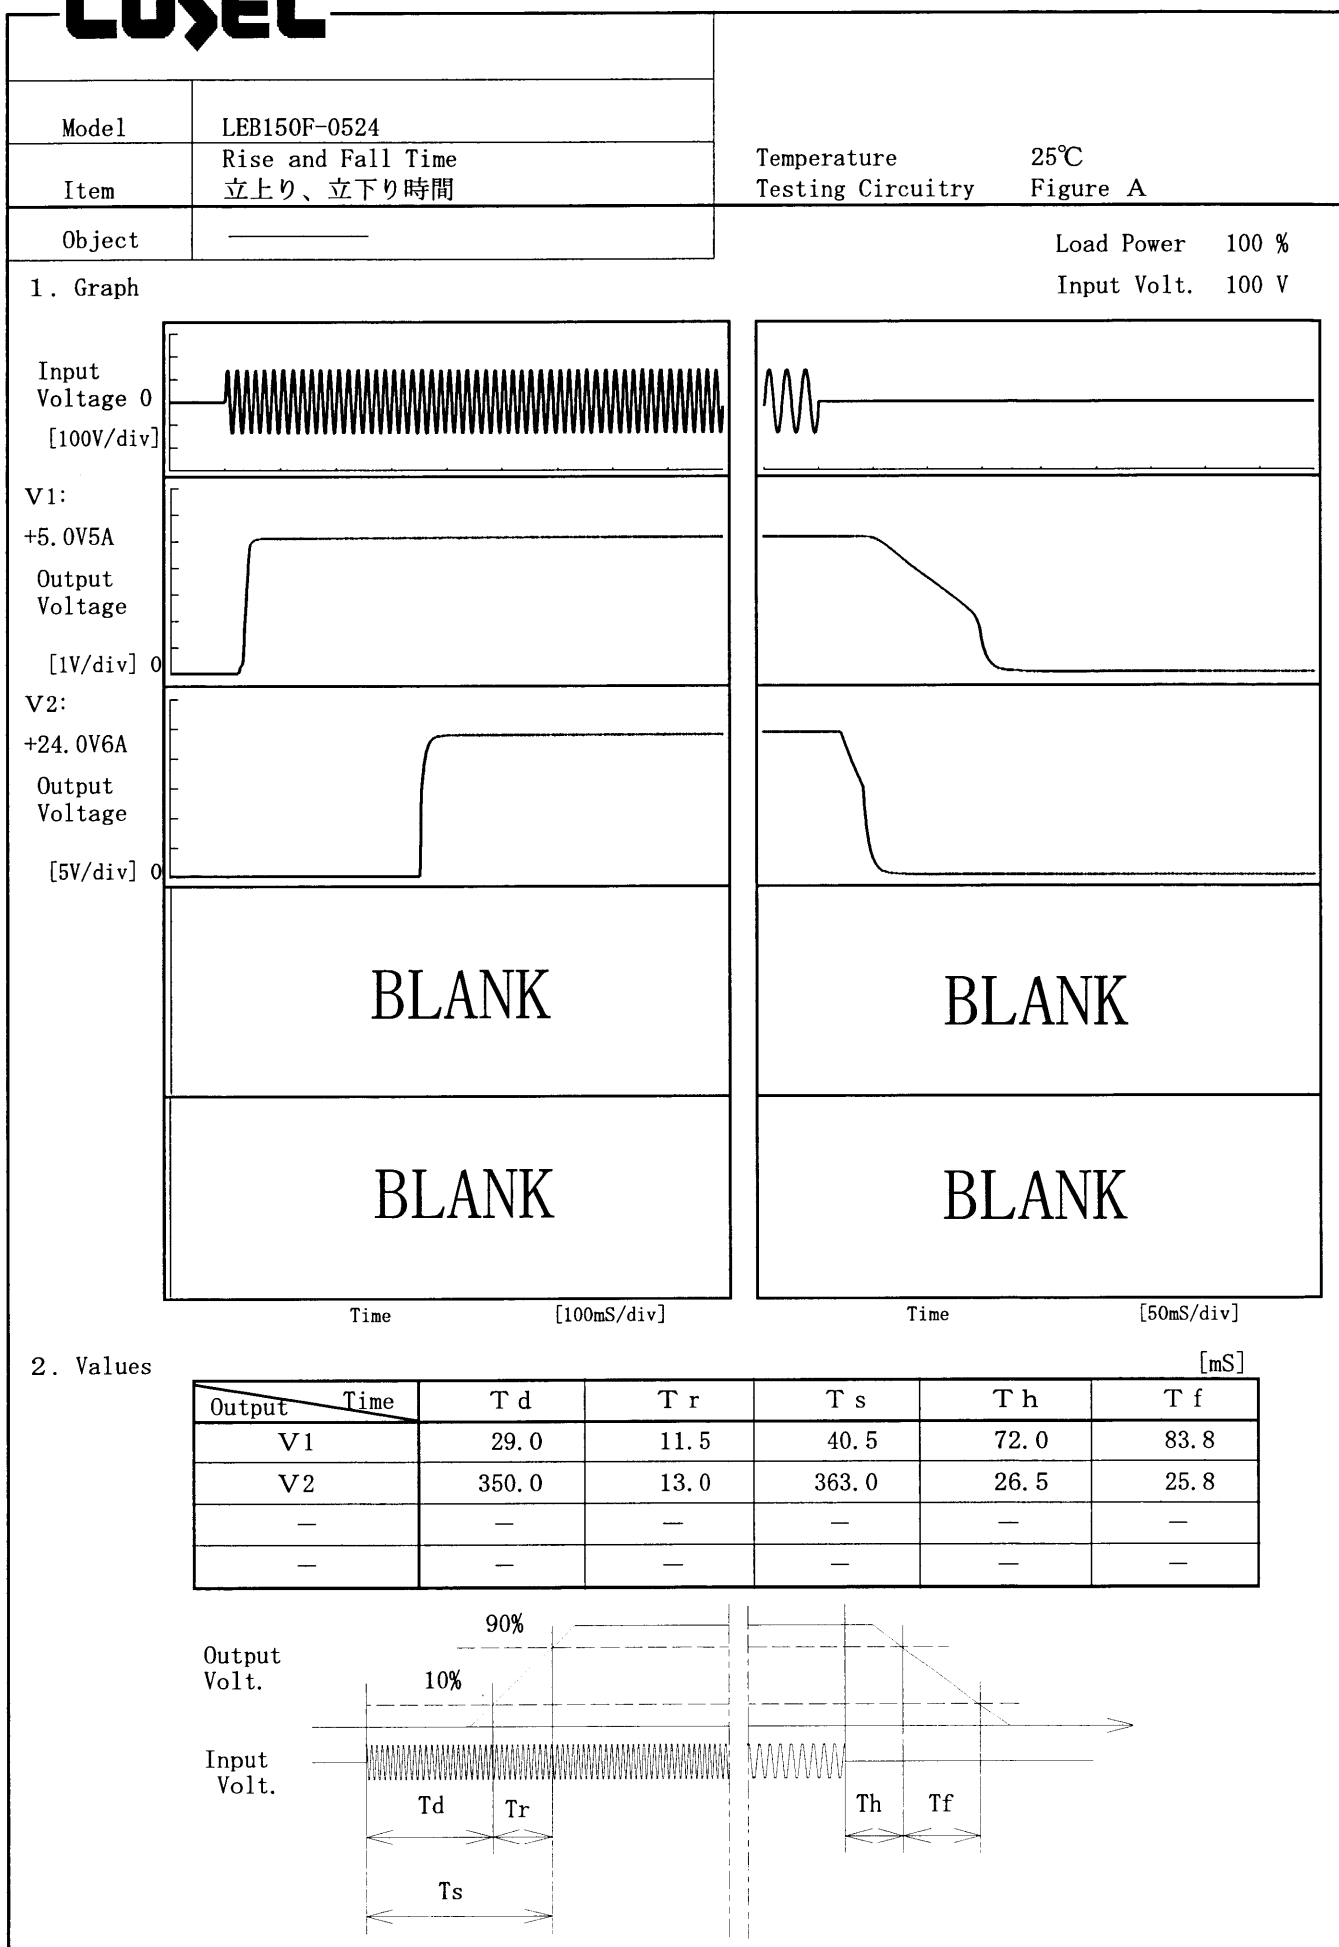 COSEL
Model LEB150F-0524
Item Rise and Fall Time
立上り、立下り時間
Temperature 25℃
Testing Circuitry Figure A
Object
Load Power 100 %
Input Volt. 100 V
1. Graph
Input
Voltage 0
[100V/div]
V1:
+5.0V5A
Output
Voltage
[1V/div] 0
V2:
+24.0V6A
Output
Voltage
[5V/div] 0
BLANK BLANK
BLANK BLANK
Time [100mS/div] Time [50mS/div]
2. Values [mS]
Output Time Td Tr Ts Th Tf
V1 29.0 11.5 40.5 72.0 83.8
V2 350.0 13.0 363.0 26.5 25.8
— — — — — —
— — — — — —
90%
Output
Volt.
10%
Input
Volt.
Td Tr Th Tf
Ts